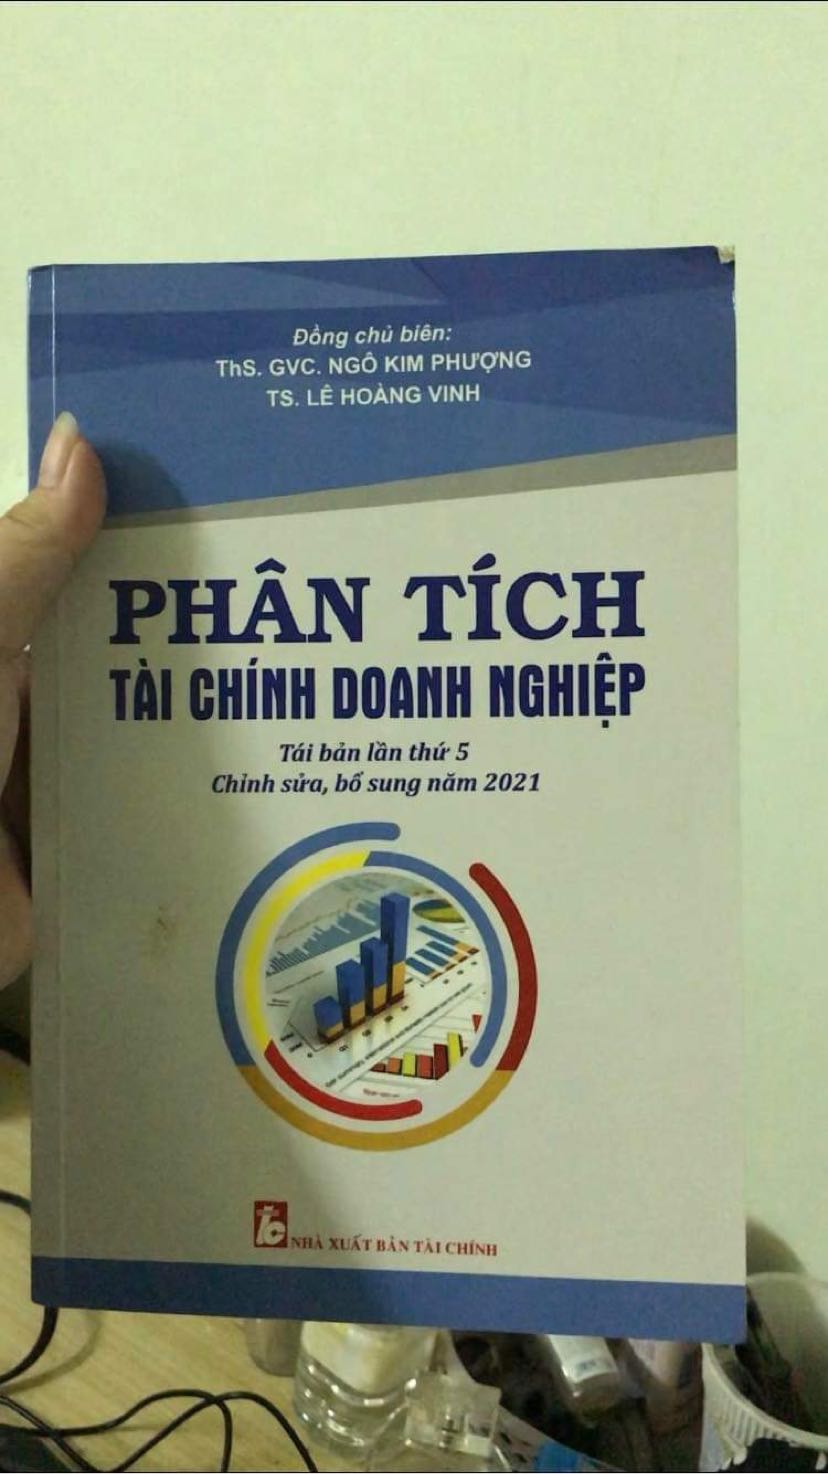 Đồng chủ biên:
ThS. GVC. NGÔ KIM PHƯỢNG
TS. LÊ HOÀNG VINH
PHÂN TÍCH
TÀI CHÍNH DOANH NGHIỆP
Tái bản lần thứ 5
Chỉnh sửa, bổ sung năm 2021
tc
NHÀ XUẤT BẢN TÀI CHÍNH